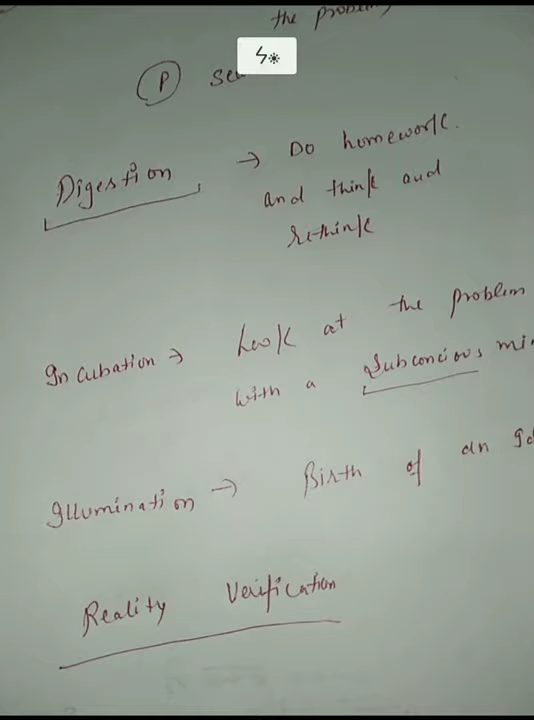 the problem
P
Digestion → Do homework.
and think and
Rethink
Incubation → Look at the problem
with a Subconcious
Illumination → Birth of an
Reality Verification